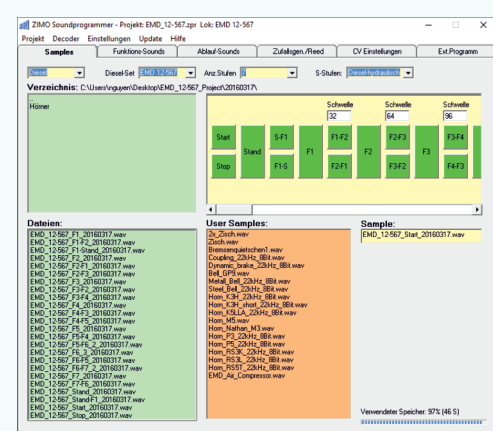 ZIMO Soundprogrammer - Projekt: EMD_12-567.zpr Lok: EMD 12-567
Projekt Decoder Einstellungen Update Hilfe
Samples Funktions-Sounds Ablauf-Sounds Zufallsgen./Reed CV Einstellungen Ext.Programm
Diesel Diesel-Set EMD 12-567 Anz.Stufen 7 S-Stufen: Diesel-hydraulisch
Verzeichnis: C:\Users\nguyen\Desktop\EMD_12-567_Project\20160317\
..
Hörner
Schwelle Schwelle Schwelle
32 64 96
Start S-F1 F1-F2 F2-F3 F3-F4
Stand F1 F2 F3
Stop F1-S F2-F1 F3-F2 F4-F3
Dateien: User Samples: Sample:
EMD_12-567_F1_20160317.wav
EMD_12-567_F1-F2_20160317.wav
EMD_12-567_F1-Stand_20160317.wav
EMD_12-567_F2_20160317.wav
EMD_12-567_F2-F1_20160317.wav
EMD_12-567_F2-F3_20160317.wav
EMD_12-567_F3_20160317.wav
EMD_12-567_F3-F2_20160317.wav
EMD_12-567_F3-F4_20160317.wav
EMD_12-567_F4_20160317.wav
EMD_12-567_F4-F3_20160317.wav
EMD_12-567_F4-F5_20160317.wav
EMD_12-567_F5_20160317.wav
EMD_12-567_F5-F4_20160317.wav
EMD_12-567_F5-F6_2_20160317.wav
EMD_12-567_F6_3_20160317.wav
EMD_12-567_F6-F5_20160317.wav
EMD_12-567_F6-F7_2_20160317.wav
EMD_12-567_F7_20160317.wav
EMD_12-567_F7-F6_20160317.wav
EMD_12-567_Stand_20160317.wav
EMD_12-567_Stand-F1_20160317.wav
EMD_12-567_Start_20160317.wav
EMD_12-567_Stop_20160317.wav
2x_Zisch.wav
Zisch.wav
Bremsenquietschen1.wav
Coupling_22kHz_8Bit.wav
Dynamic_brake_22kHz_8Bit.wav
Bell_GP9.wav
Metall_Bell_22kHz_8Bit.wav
Steel_Bell_22kHz_8Bit.wav
Horn_K3H_22kHz_8Bit.wav
Horn_K3H_short_22kHz_8Bit.wav
Horn_K5LLA_22kHz_8Bit.wav
Horn_M5.wav
Horn_Nathan_M3.wav
Horn_P3_22kHz_8Bit.wav
Horn_P5_22kHz_8Bit.wav
Horn_RS3K_22kHz_8Bit.wav
Horn_RS3L_22kHz_8Bit.wav
Horn_RS5T_22kHz_8Bit.wav
EMD_Air_Compressor.wav
EMD_12-567_Start_20160317.wav
Verwendeter Speicher: 97% (46 S)